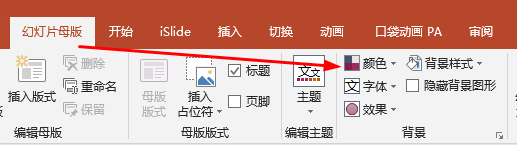 幻灯片母版 开始 iSlide 插入 切换 动画 口袋动画 PA 审阅
删除 标题 颜色 背景样式
重命名 字体 隐藏背景图形
插入版式 保留 母版版式 插入占位符 页脚 主题 效果
编辑母版 母版版式 编辑主题 背景